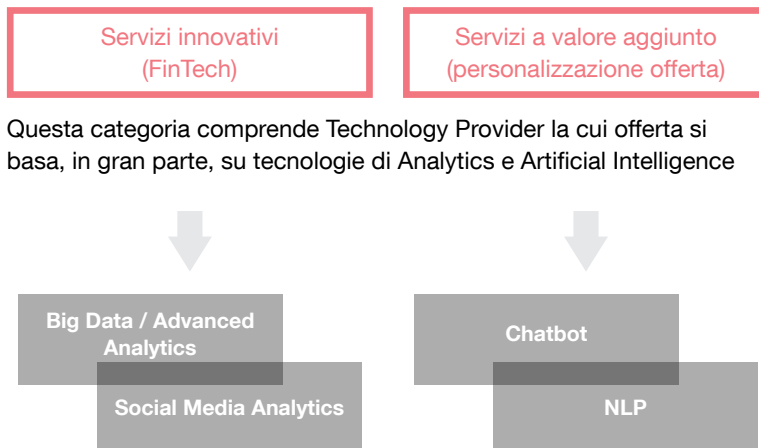 Servizi innovativi
(FinTech)
Servizi a valore aggiunto
(personalizzazione offerta)
Questa categoria comprende Technology Provider la cui offerta si
basa, in gran parte, su tecnologie di Analytics e Artificial Intelligence
Big Data / Advanced
Analytics
Social Media Analytics
Chatbot
NLP